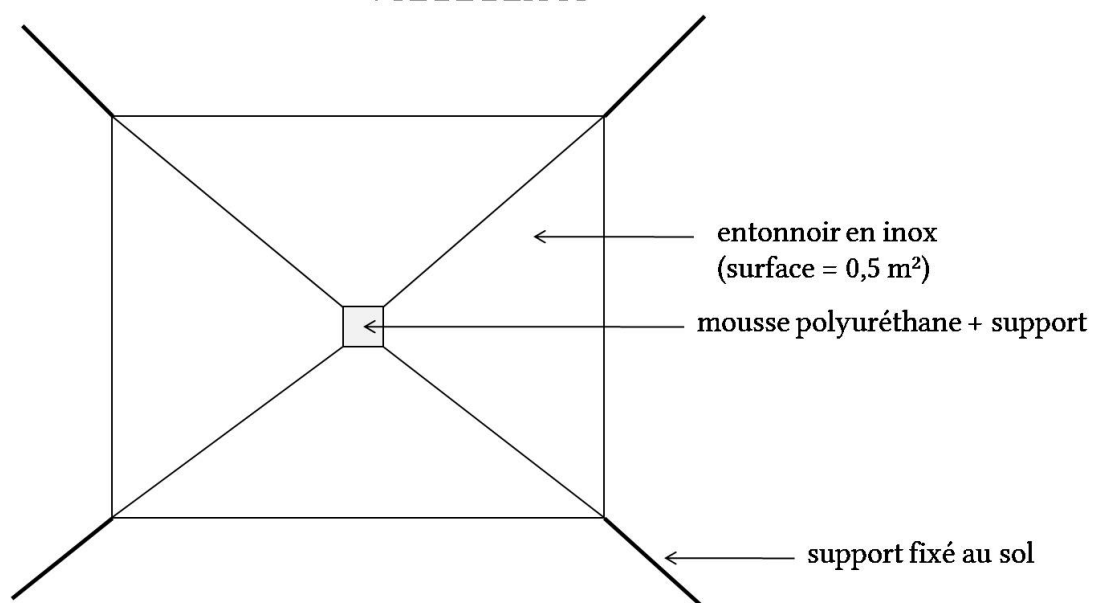 entonnoir en inox
(surface = 0,5 m²)
mousse polyuréthane + support
support fixé au sol